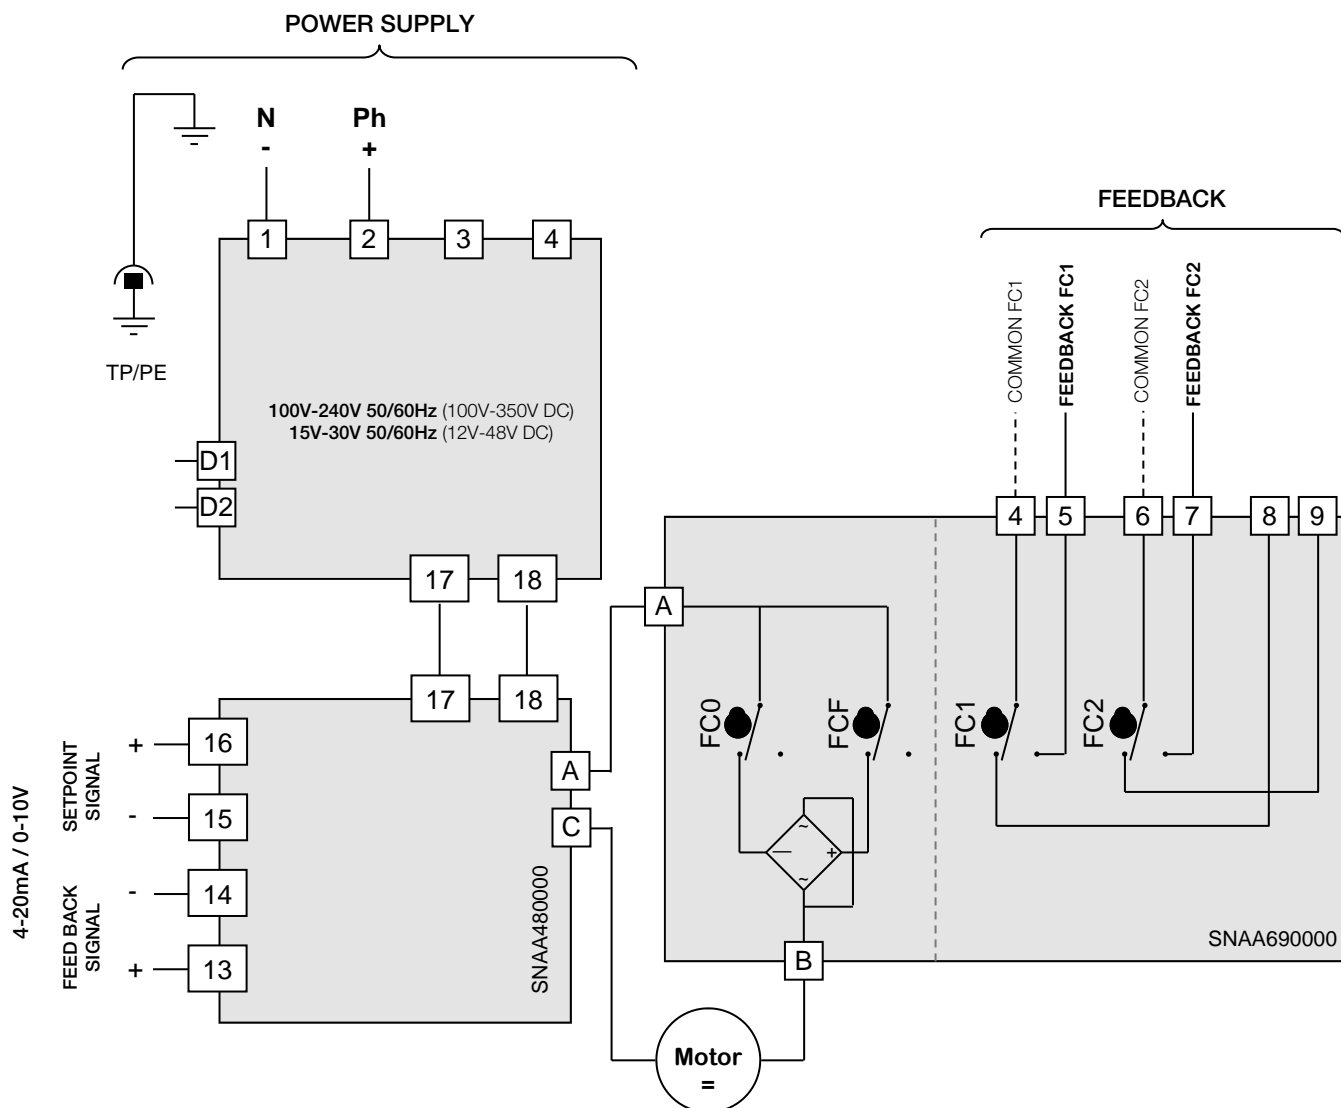 POWER SUPPLY
N
Ph
-
+
1
2
3
4
TP/PE
100V-240V 50/60Hz (100V-350V DC)
15V-30V 50/60Hz (12V-48V DC)
D1
D2
17
18
17
18
4-20mA / 0-10V
SETPOINT
SIGNAL
+
16
-
15
FEED BACK
SIGNAL
-
14
+
13
A
C
SNAA480000
FEEDBACK
COMMON FC1
FEEDBACK FC1
COMMON FC2
FEEDBACK FC2
4
5
6
7
8
9
A
FC0
FCF
FC1
FC2
~
—
+
~
B
SNAA690000
Motor
=